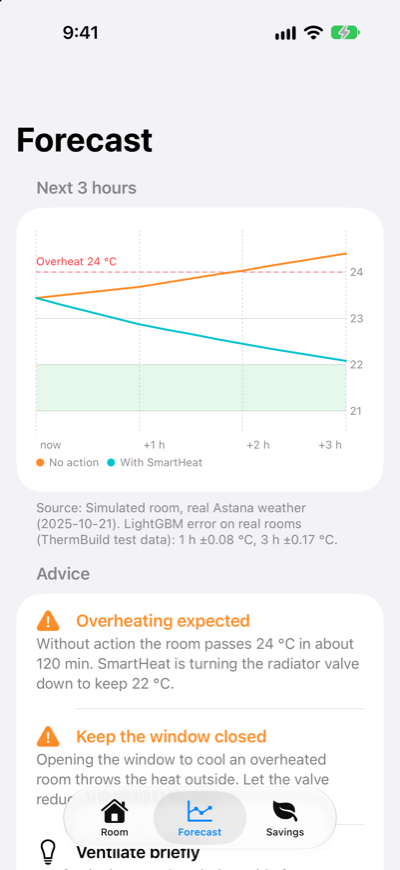 9:41
Forecast
Next 3 hours
Overheat 24 °C
24
23
22
21
now +1 h +2 h +3 h
No action With SmartHeat
Source: Simulated room, real Astana weather
(2025-10-21). LightGBM error on real rooms
(ThermBuild test data): 1 h ±0.08 °C, 3 h ±0.17 °C.
Advice
Overheating expected
Without action the room passes 24 °C in about
120 min. SmartHeat is turning the radiator valve
down to keep 22 °C.
Keep the window closed
Opening the window to cool an overheated
room throws the heat outside. Let the valve
Room Forecast Savings
Ventilate briefly